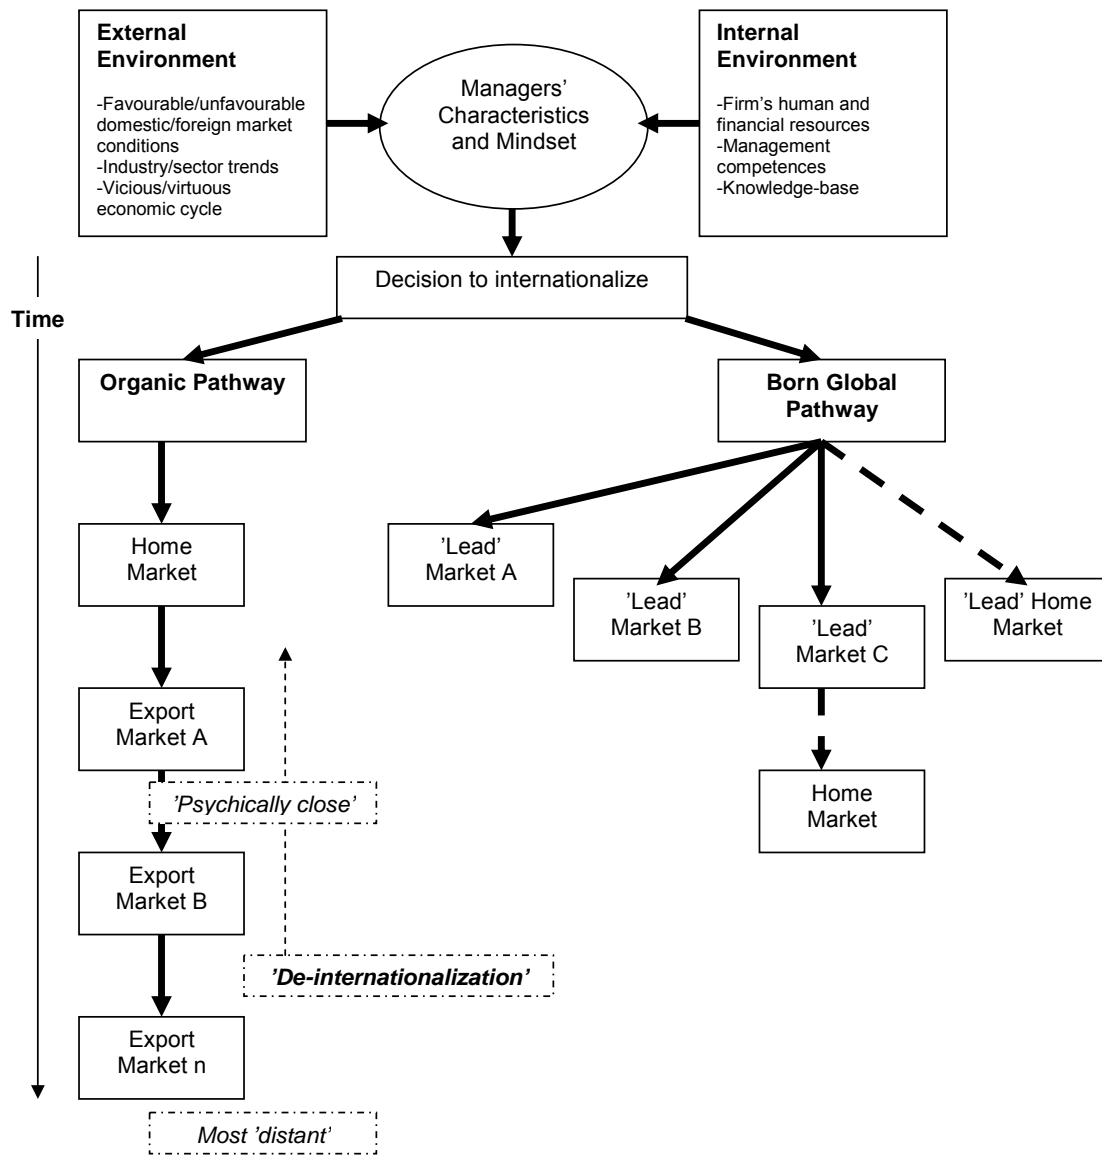 External
Environment
-Favourable/unfavourable
domestic/foreign market
conditions
-Industry/sector trends
-Vicious/virtuous
economic cycle
Managers’
Characteristics
and Mindset
Internal
Environment
-Firm’s human and
financial resources
-Management
competences
-Knowledge-base
Decision to internationalize
Time
Organic Pathway
Born Global
Pathway
Home
Market
’Lead’
Market A
’Lead’
Market B
’Lead’
Market C
’Lead’ Home
Market
Export
Market A
’Psychically close’
Home
Market
Export
Market B
’De-internationalization’
Export
Market n
Most ’distant’